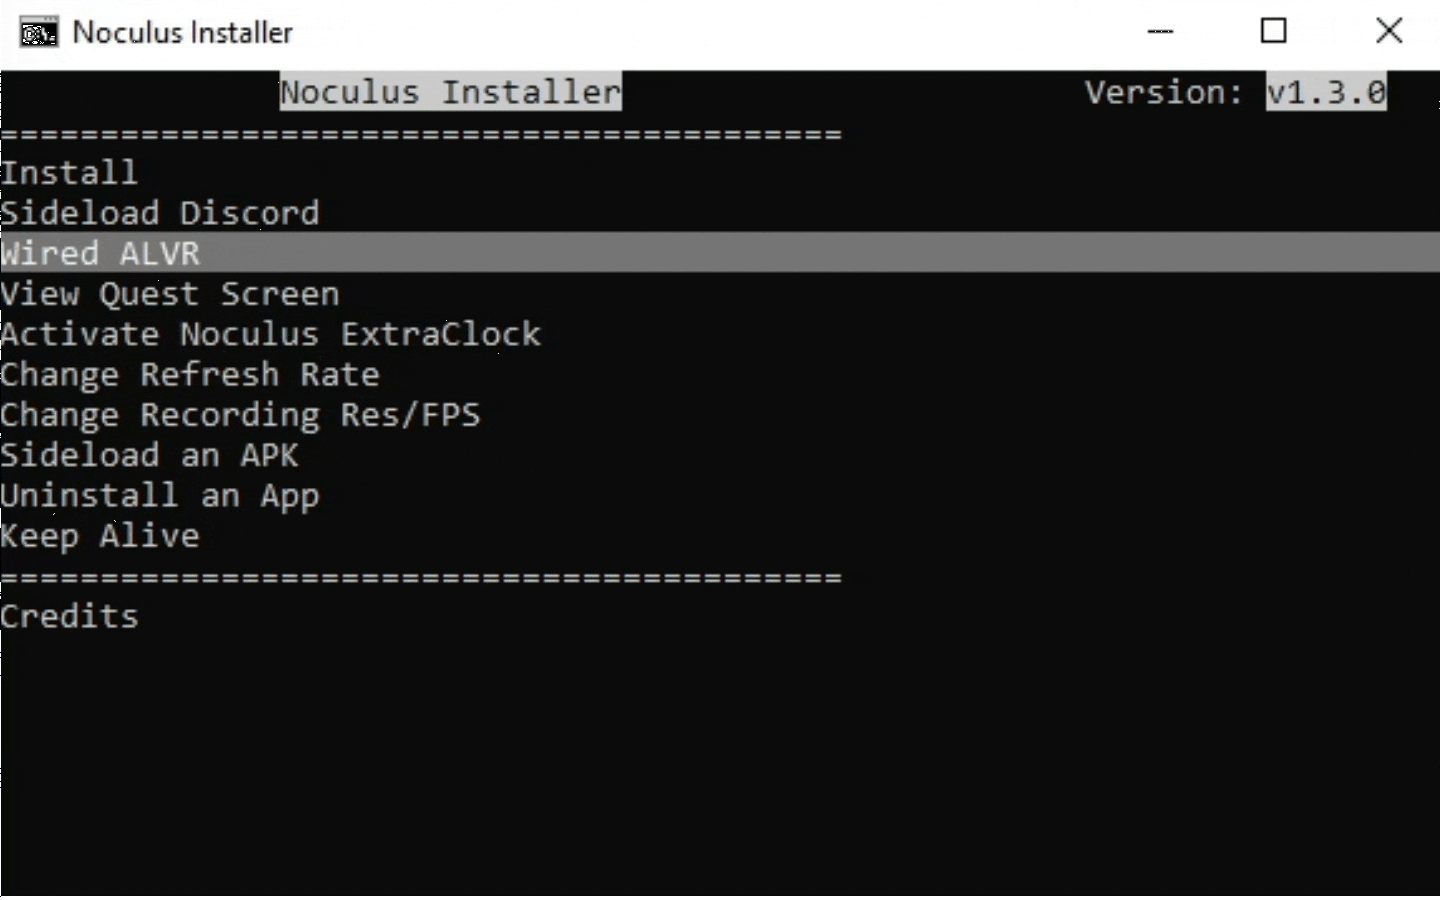 Noculus Installer
Noculus Installer Version: v1.3.0
==========================================
Install
Sideload Discord
Wired ALVR
View Quest Screen
Activate Noculus ExtraClock
Change Refresh Rate
Change Recording Res/FPS
Sideload an APK
Uninstall an App
Keep Alive
==========================================
Credits